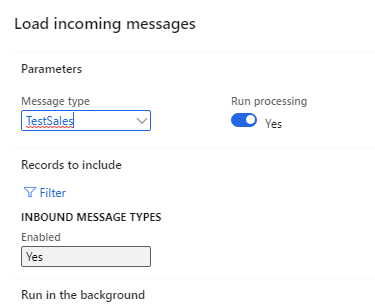 Load incoming messages
Parameters
Message type
Run processing
TestSales
Yes
Records to include
Filter
INBOUND MESSAGE TYPES
Enabled
Yes
Run in the background